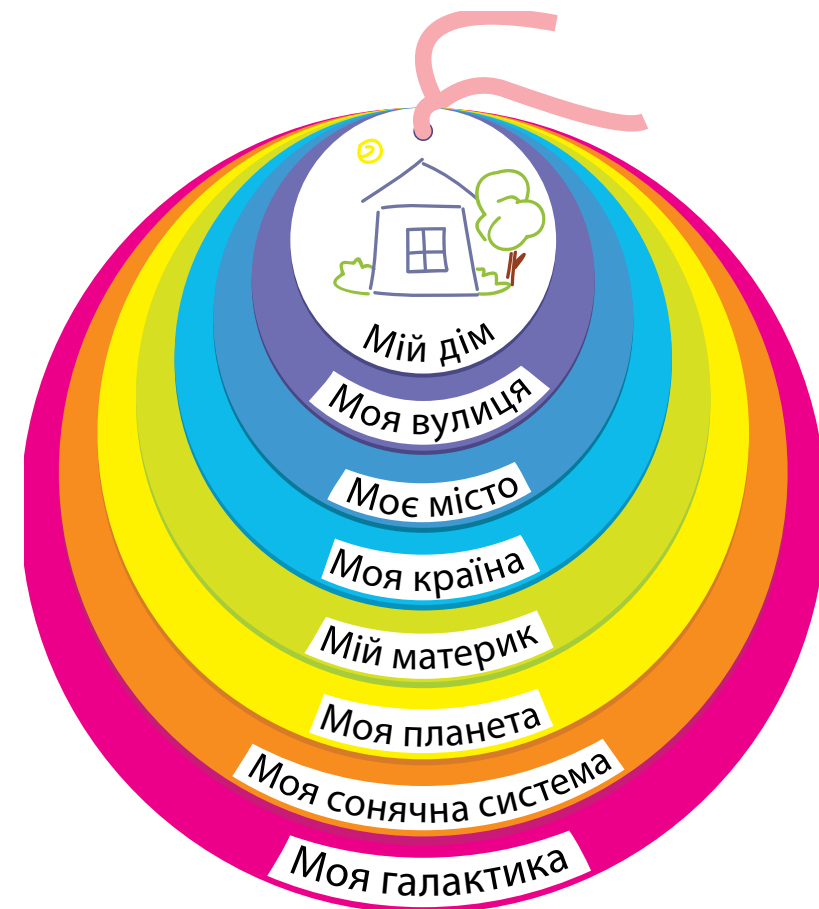 Мій дім
Моя вулиця
Моє місто
Моя країна
Мій материк
Моя планета
Моя сонячна система
Моя галактика